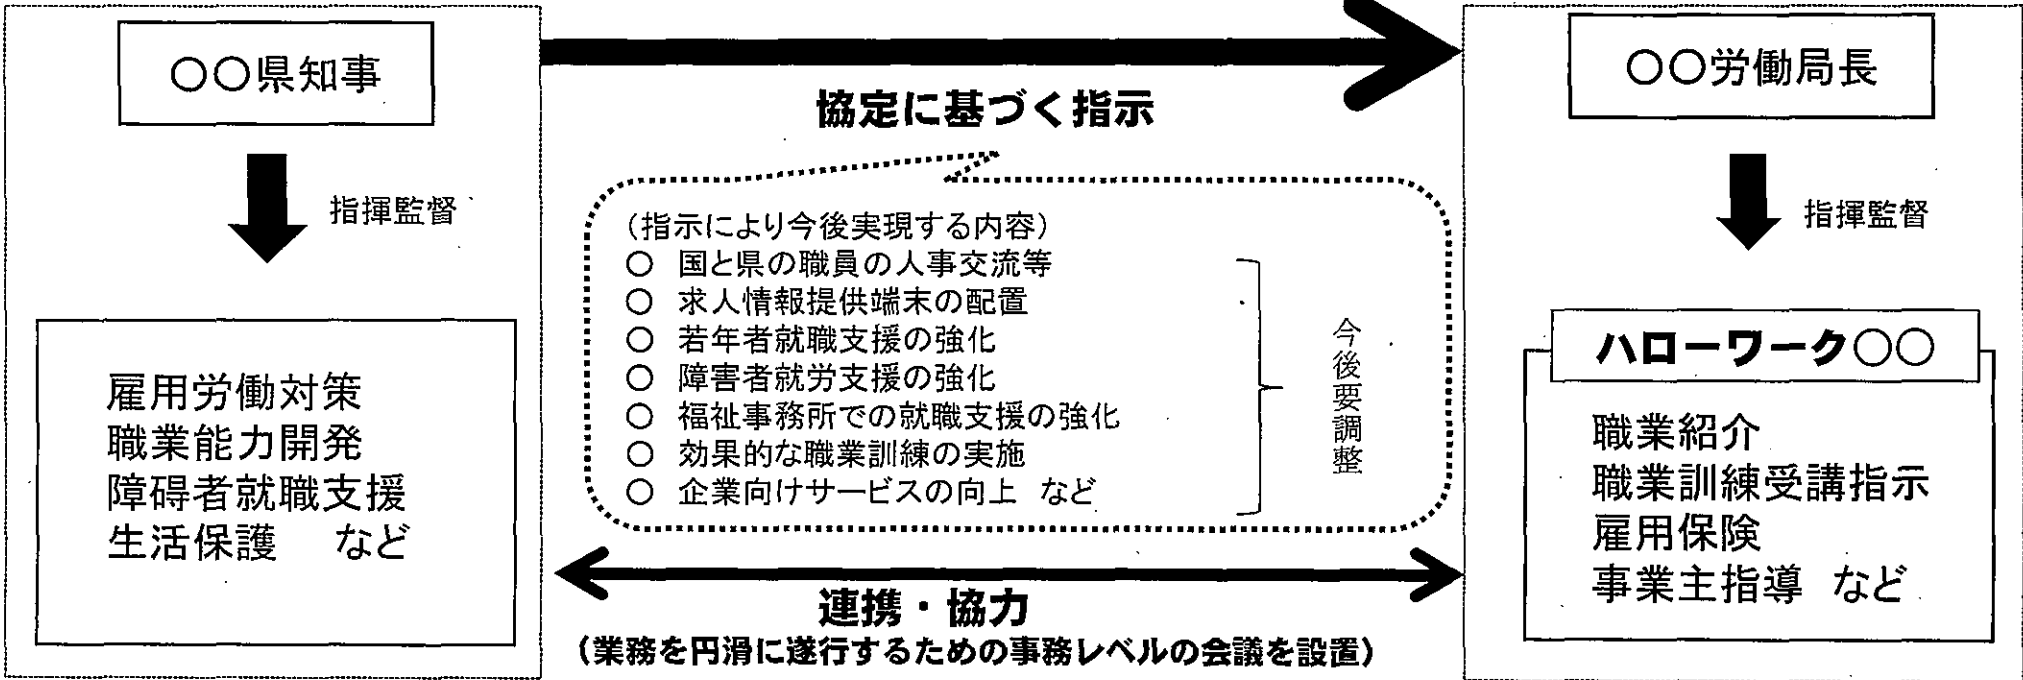 〇〇県知事
指揮監督
雇用労働対策
職業能力開発
障碍者就職支援
生活保護　など
協定に基づく指示
（指示により今後実現する内容）
〇　国と県の職員の人事交流等
〇　求人情報提供端末の配置
〇　若年者就職支援の強化
〇　障害者就労支援の強化
〇　福祉事務所での就職支援の強化
〇　効果的な職業訓練の実施
〇　企業向けサービスの向上　など
今後要調整
連携・協力
（業務を円滑に遂行するための事務レベルの会議を設置）
〇〇労働局長
指揮監督
ハローワーク〇〇
職業紹介
職業訓練受講指示
雇用保険
事業主指導　など